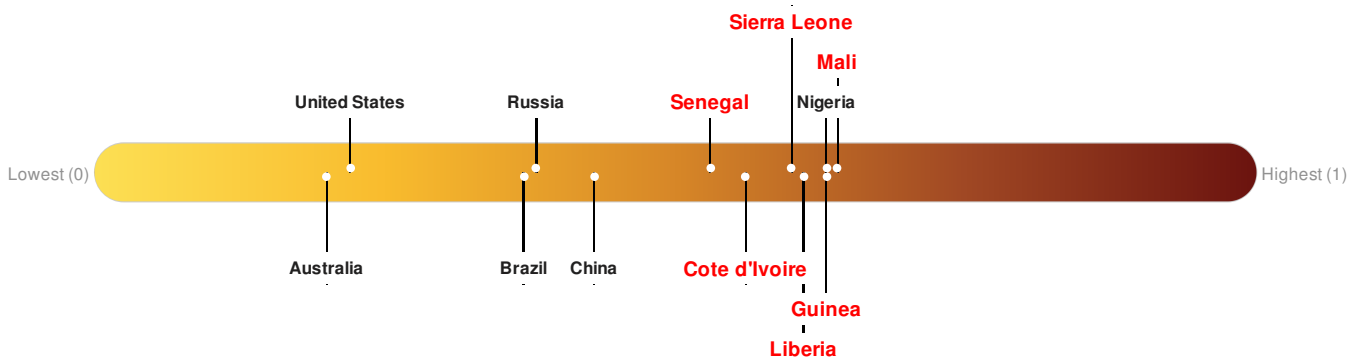 Sierra Leone
Mali
United States
Russia
Senegal
Nigeria
Lowest (0)
Highest (1)
Australia
Brazil
China
Cote d'Ivoire
Guinea
Liberia